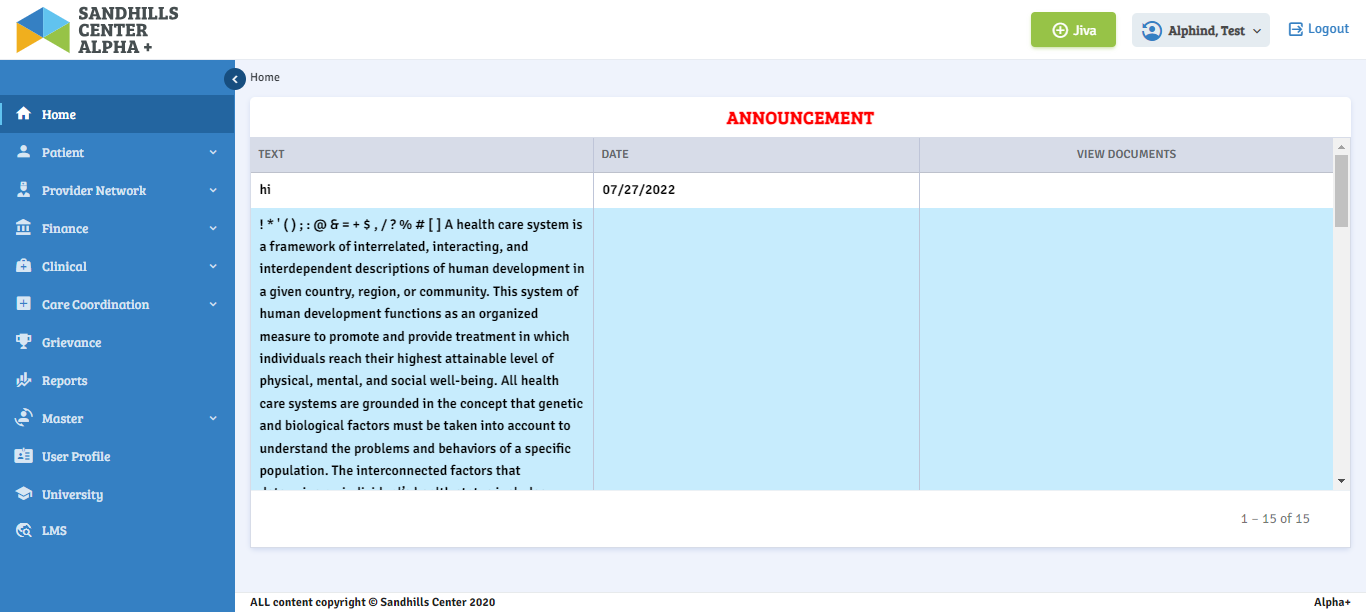 SANDHILLS
CENTER
ALPHA +
Jiva
Alphind, Test
Logout
Home
Home
Patient
Provider Network
Finance
Clinical
Care Coordination
Grievance
Reports
Master
User Profile
University
LMS
ANNOUNCEMENT
TEXT DATE VIEW DOCUMENTS
hi 07/27/2022
! * ' ( ) ; : @ & = + $ , / ? % # [ ] A health care system is
a framework of interrelated, interacting, and
interdependent descriptions of human development in
a given country, region, or community. This system of
human development functions as an organized
measure to promote and provide treatment in which
individuals reach their highest attainable level of
physical, mental, and social well-being. All health
care systems are grounded in the concept that genetic
and biological factors must be taken into account to
understand the problems and behaviors of a specific
population. The interconnected factors that
1 – 15 of 15
ALL content copyright © Sandhills Center 2020
Alpha+